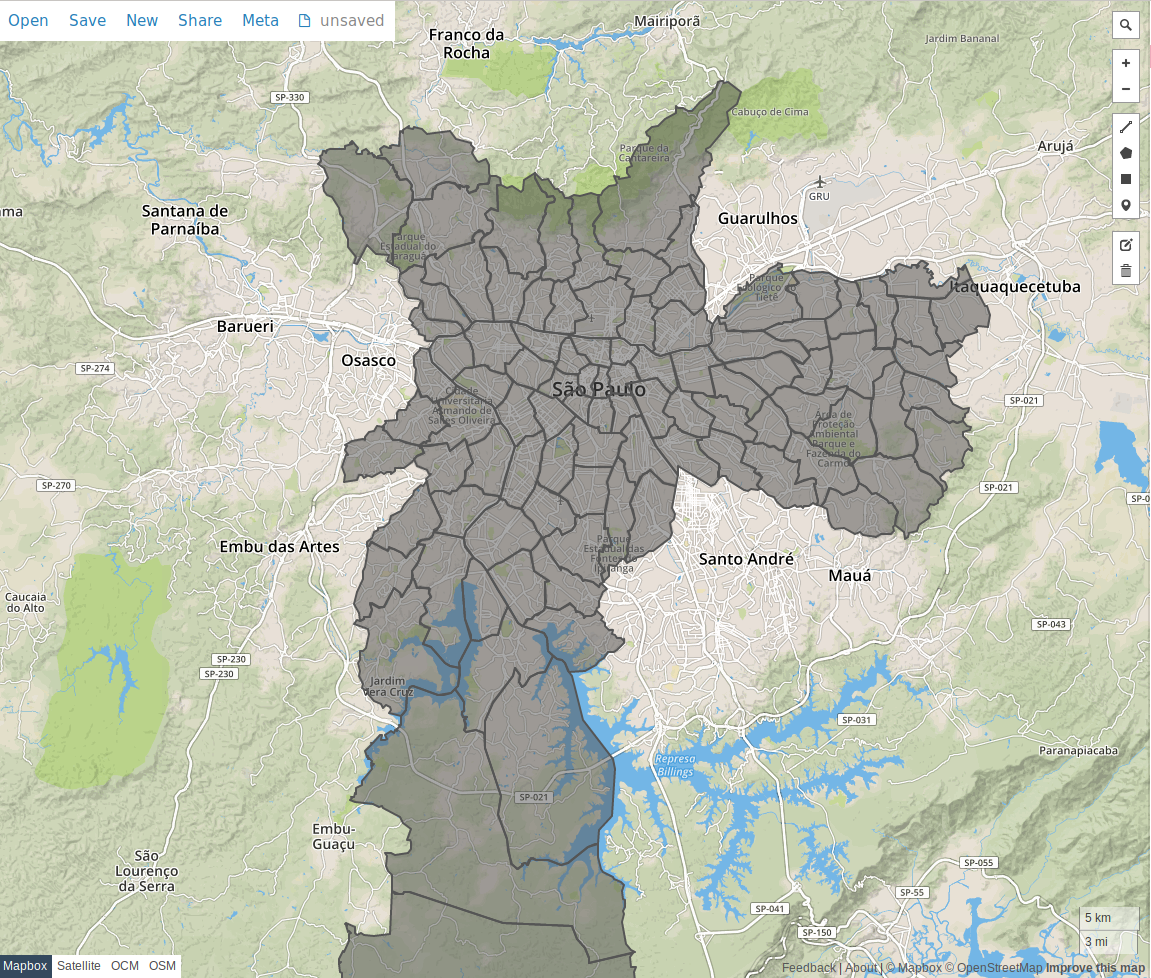 Open Save New Share Meta unsaved
Mairiporã
Franco da
Rocha
Jardim Bananal
SP-330
Cabuço de Cima
Parque da
Cantareira
Arujá
GRU
Santana de
Parnaíba
Guarulhos
Parque
Estadual do
Jaraguá
Parque
Ecológico do
Tietê
Itaquaquecetuba
Barueri
Osasco
SP-274
São Paulo
Cidade
Universitária
Armando de
Salles Oliveira
SP-021
Área de
Proteção
Ambiental
Parque e
Fazenda do
Carmo
SP-270
SP-021
Embu das Artes
Parque
Estadual das
Fontes do
Ipiranga
Santo André
Mauá
Caucaia
do Alto
SP-043
SP-230
SP-230
Jardim
Vera Cruz
SP-031
Paranapiacaba
Represa
Billings
SP-021
Embu-
Guaçu
São
Lourenço
da Serra
SP-055
SP-55
SP-041
SP-150
5 km
3 mi
Mapbox Satellite OCM OSM
Feedback | About | © Mapbox © OpenStreetMap Improve this map